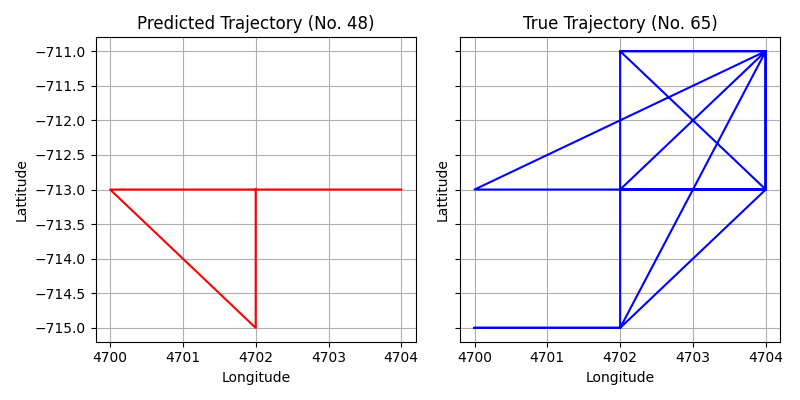 Predicted Trajectory (No. 48)
True Trajectory (No. 65)
−711.0
−711.5
−712.0
−712.5
−713.0
−713.5
−714.0
−714.5
−715.0
Lattitude
Lattitude
4700 4701 4702 4703 4704
4700 4701 4702 4703 4704
Longitude
Longitude